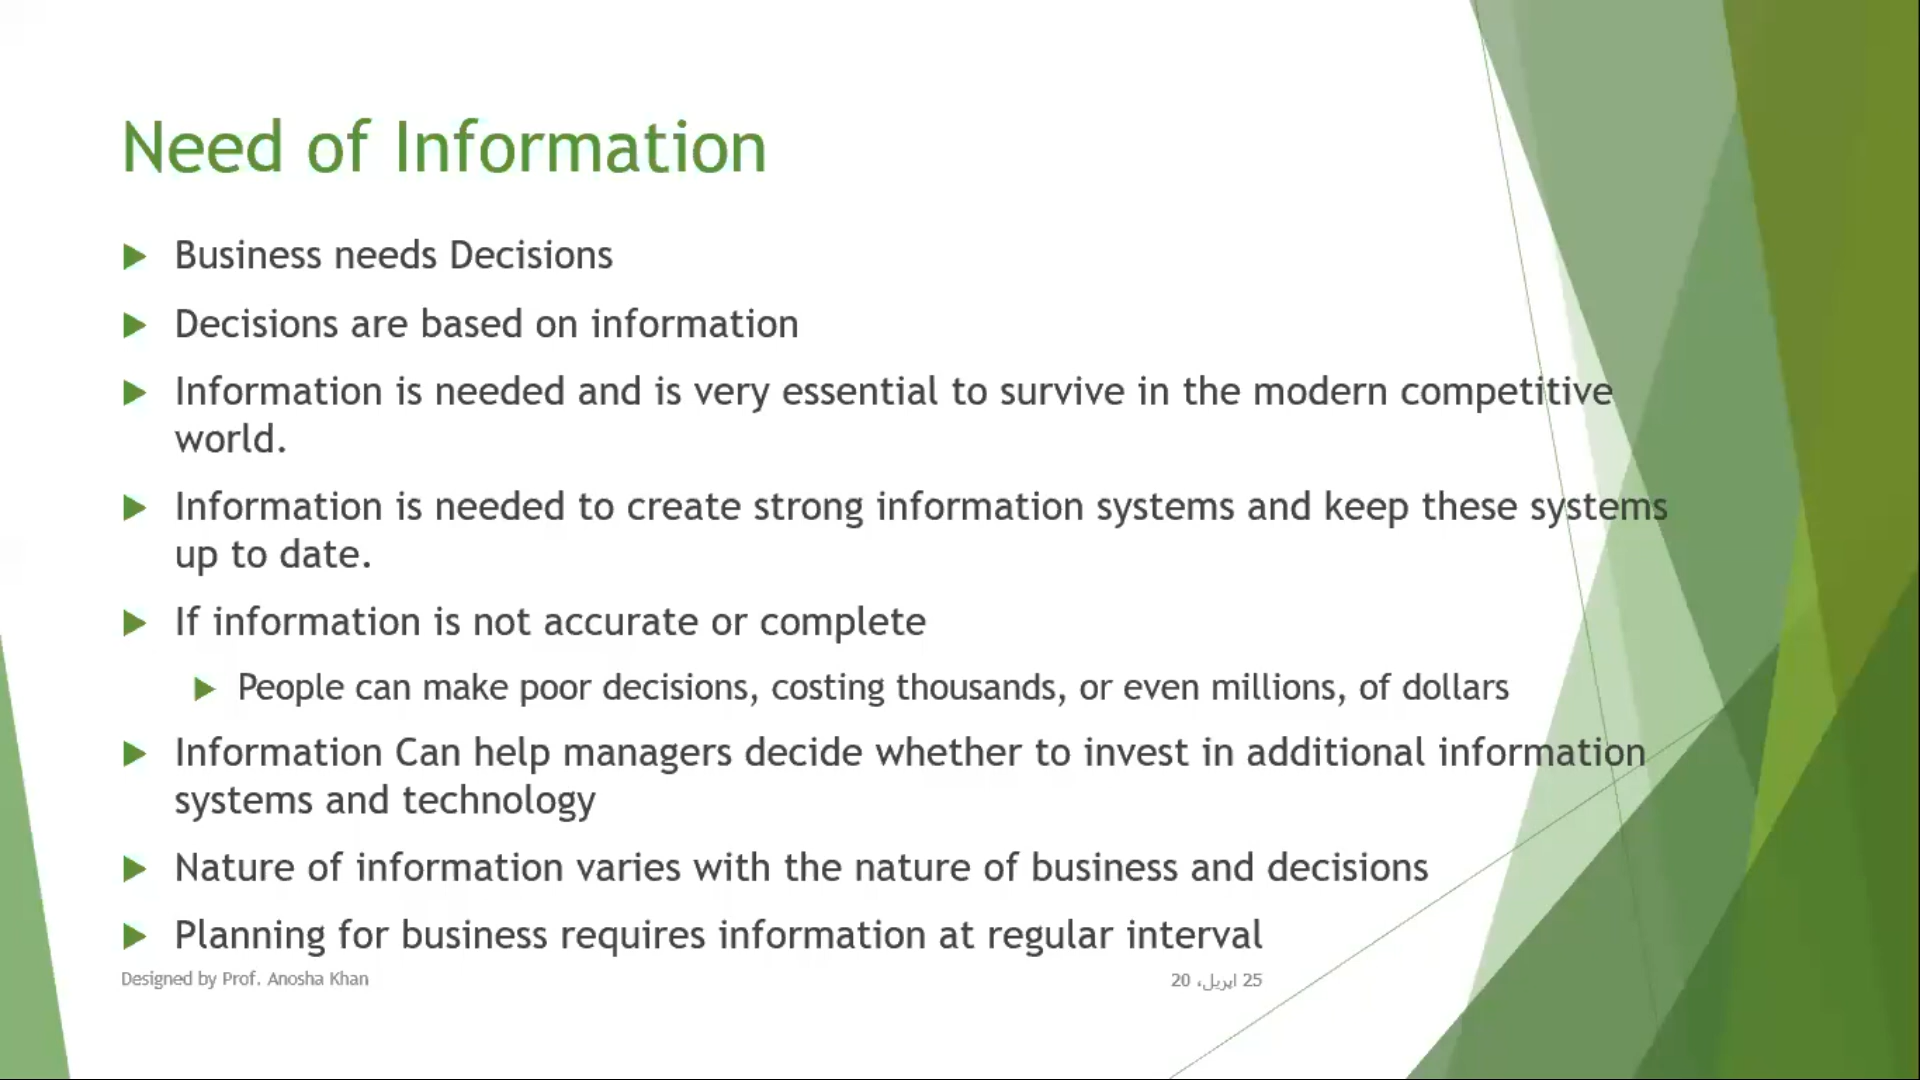 Need of Information
Business needs Decisions
Decisions are based on information
Information is needed and is very essential to survive in the modern competitive
world.
Information is needed to create strong information systems and keep these systems
up to date.
If information is not accurate or complete
People can make poor decisions, costing thousands, or even millions, of dollars
Information Can help managers decide whether to invest in additional information
systems and technology
Nature of information varies with the nature of business and decisions
Planning for business requires information at regular interval
Designed by Prof. Anosha Khan
25 اپریل، 20